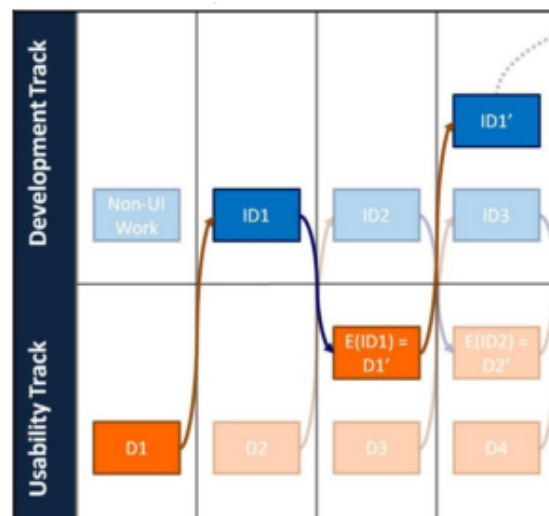 Development Track
ID1'
Non-UI
Work
ID1
ID2
ID3
Usability Track
E(ID1) =
D1'
E(ID2) =
D2'
D1
D2
D3
D4